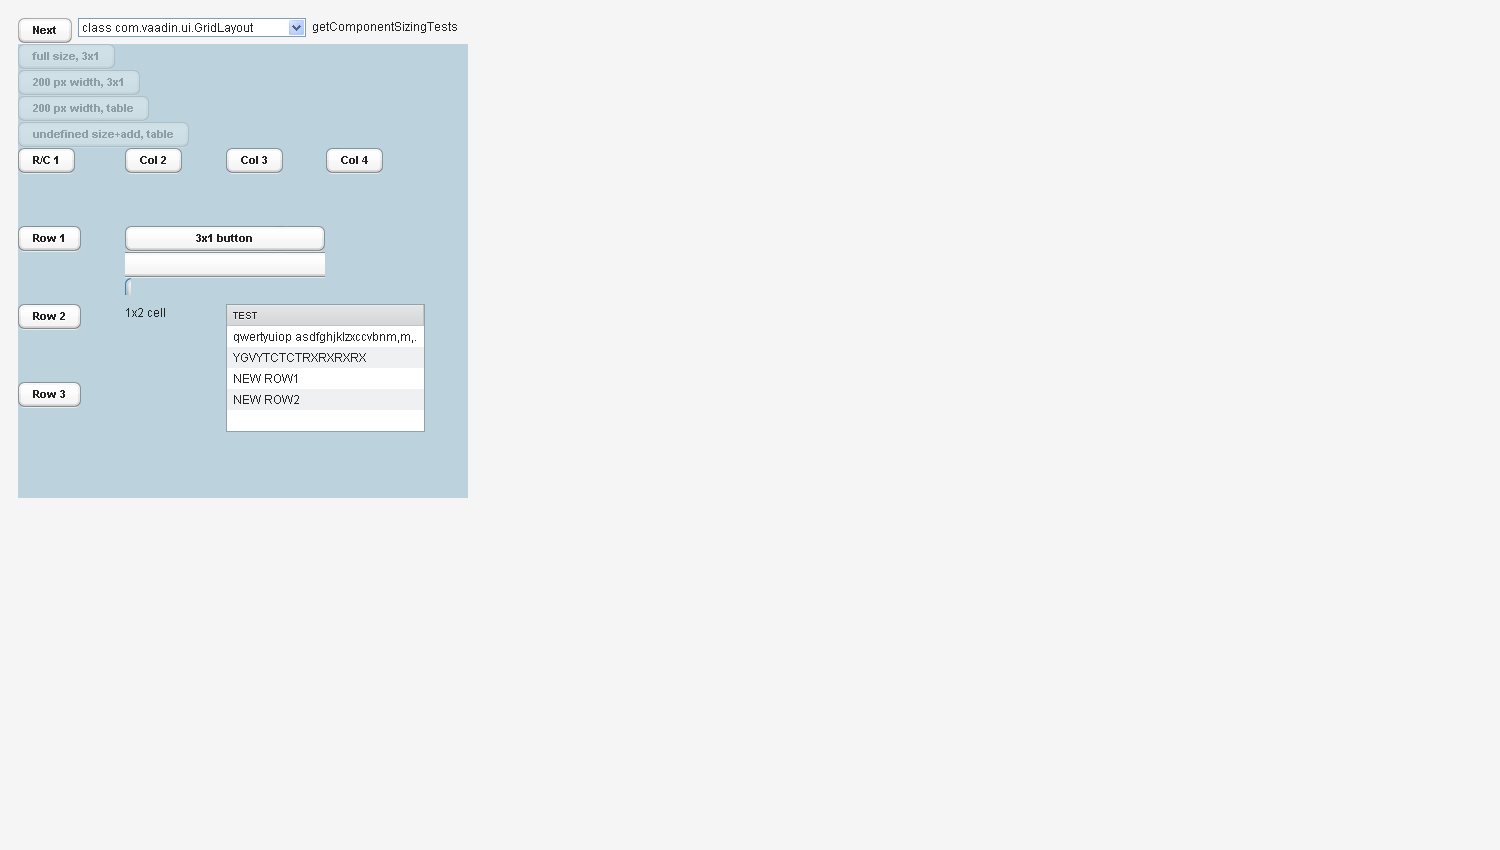 Next class com.vaadin.ui.GridLayout getComponentSizingTests
full size, 3x1
200 px width, 3x1
200 px width, table
undefined size+add, table
R/C 1 Col 2 Col 3 Col 4
Row 1 3x1 button
Row 2 1x2 cell TEST
qwertyuiop asdfghjklzxccvbnm,m,.
YGVYTCTCTRXRXRXRX
NEW ROW1
Row 3 NEW ROW2